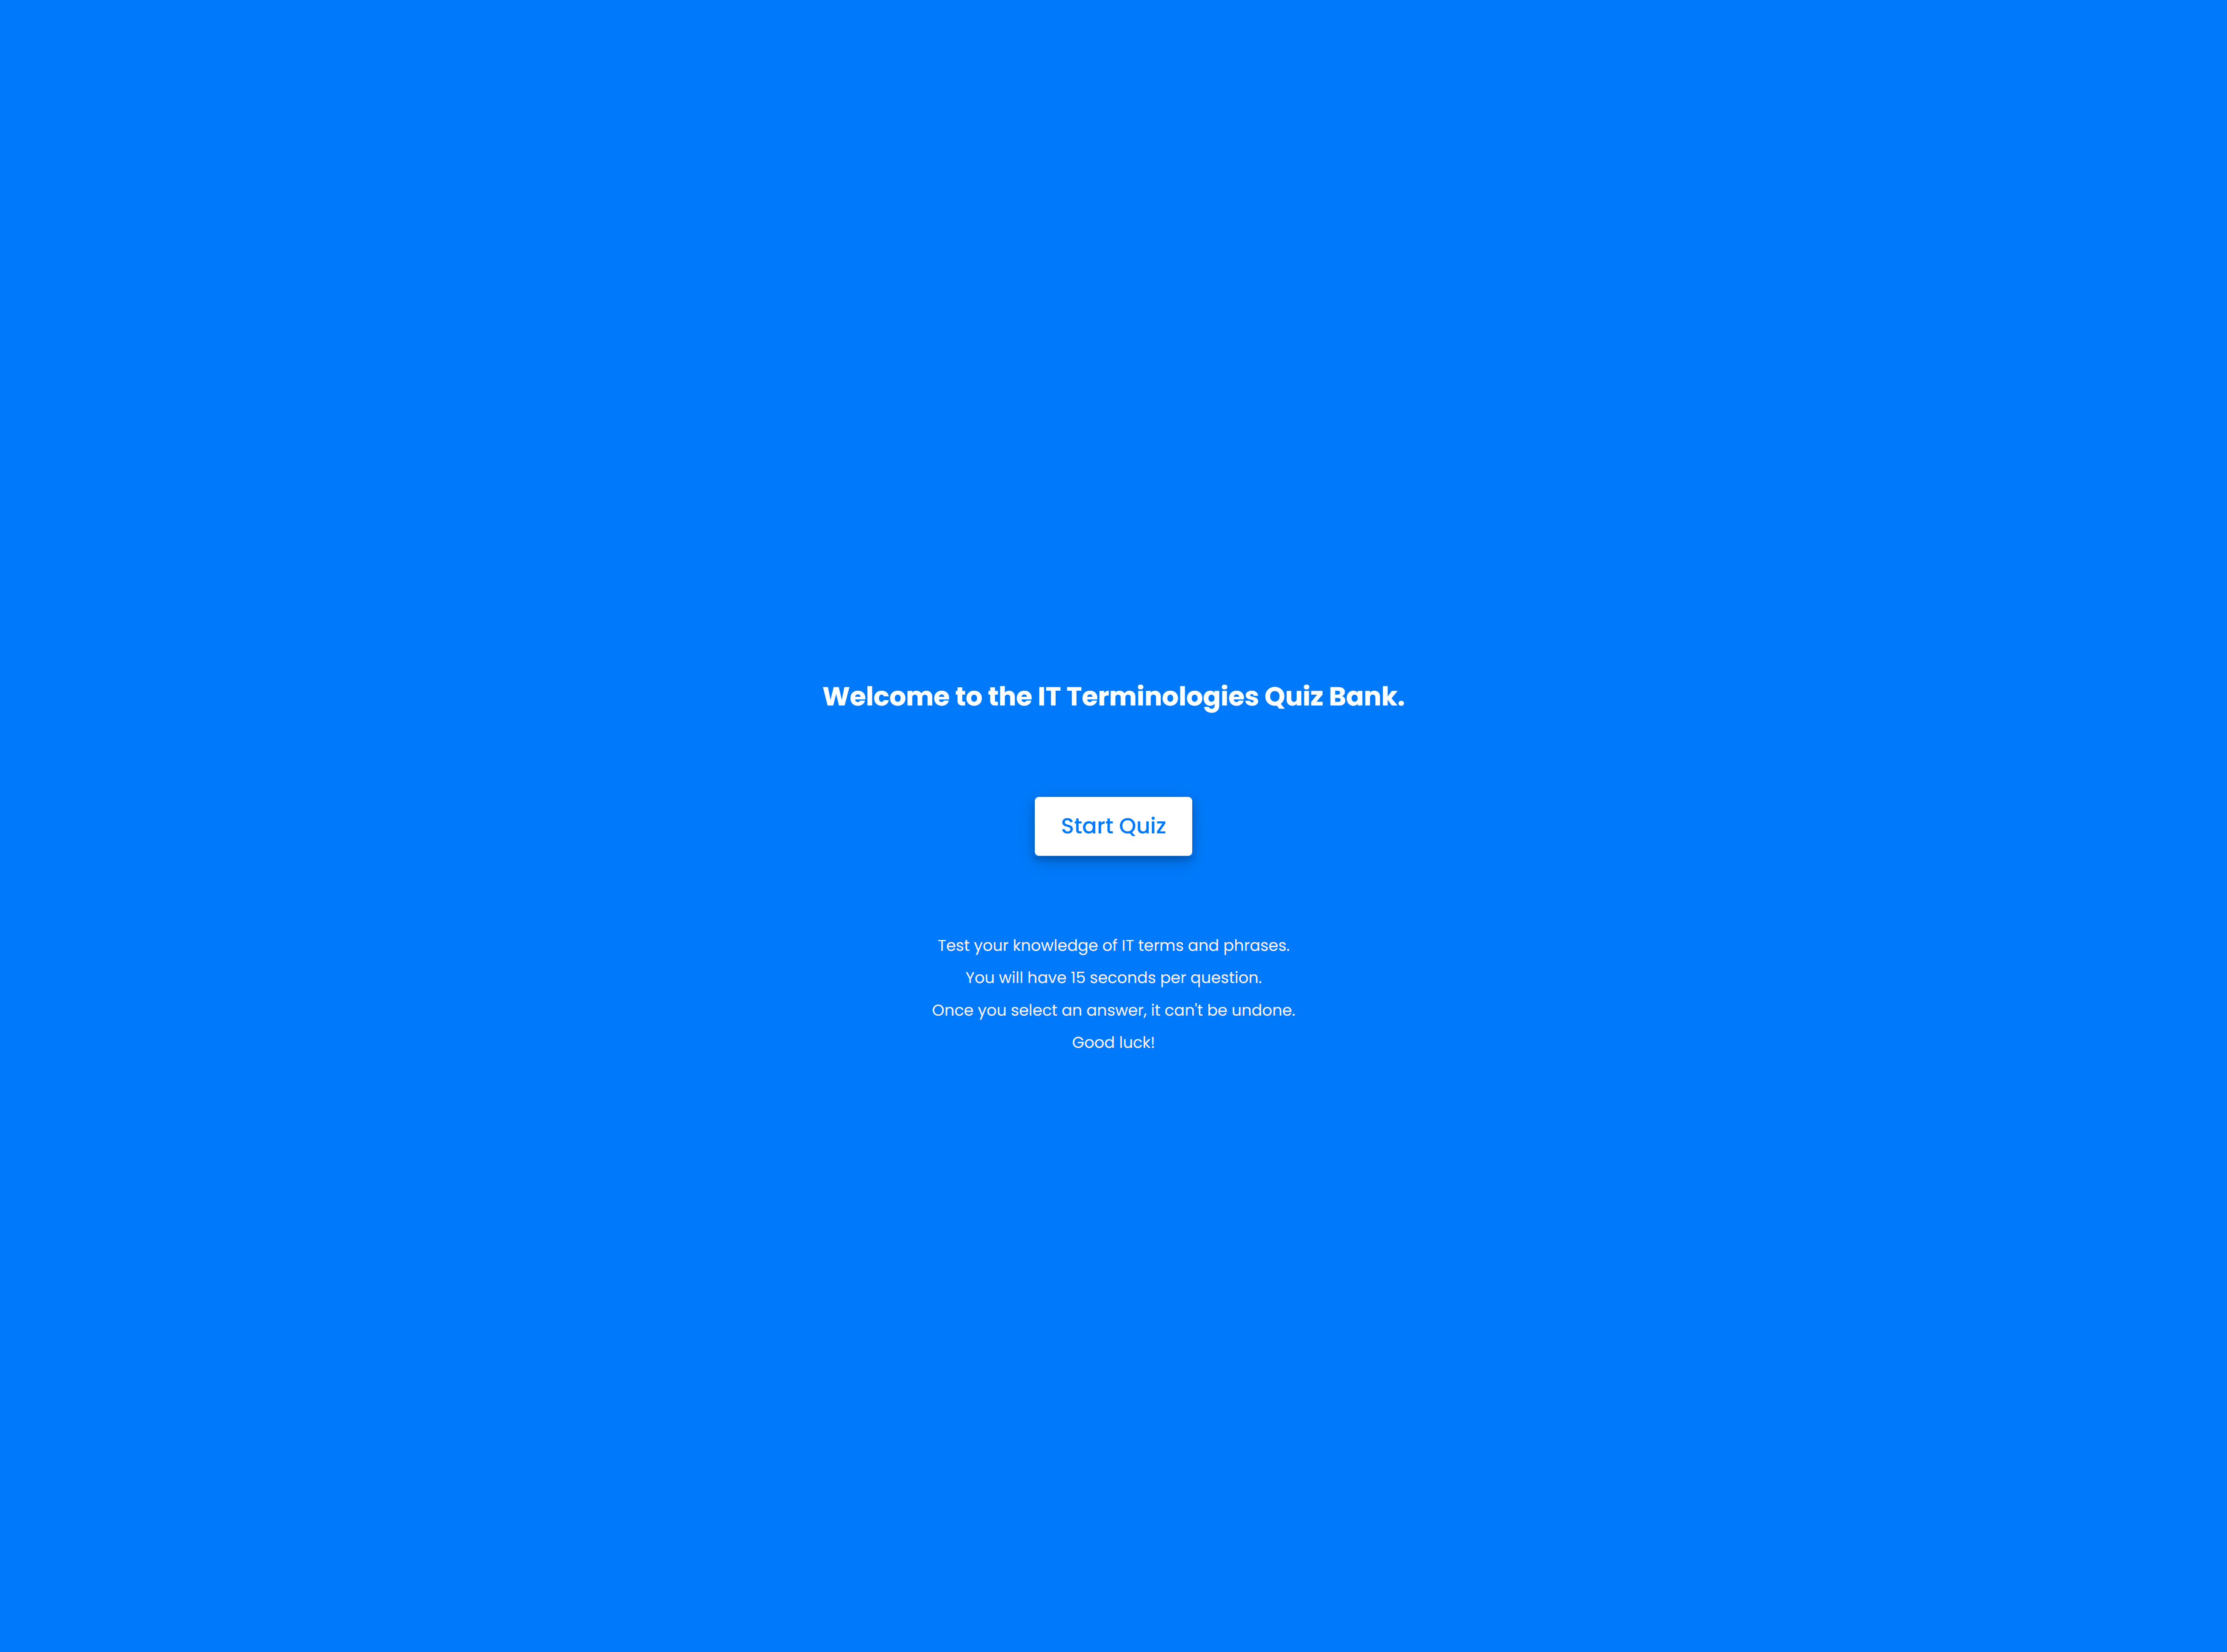 Welcome to the IT Terminologies Quiz Bank.
Start Quiz
Test your knowledge of IT terms and phrases.
You will have 15 seconds per question.
Once you select an answer, it can't be undone.
Good luck!